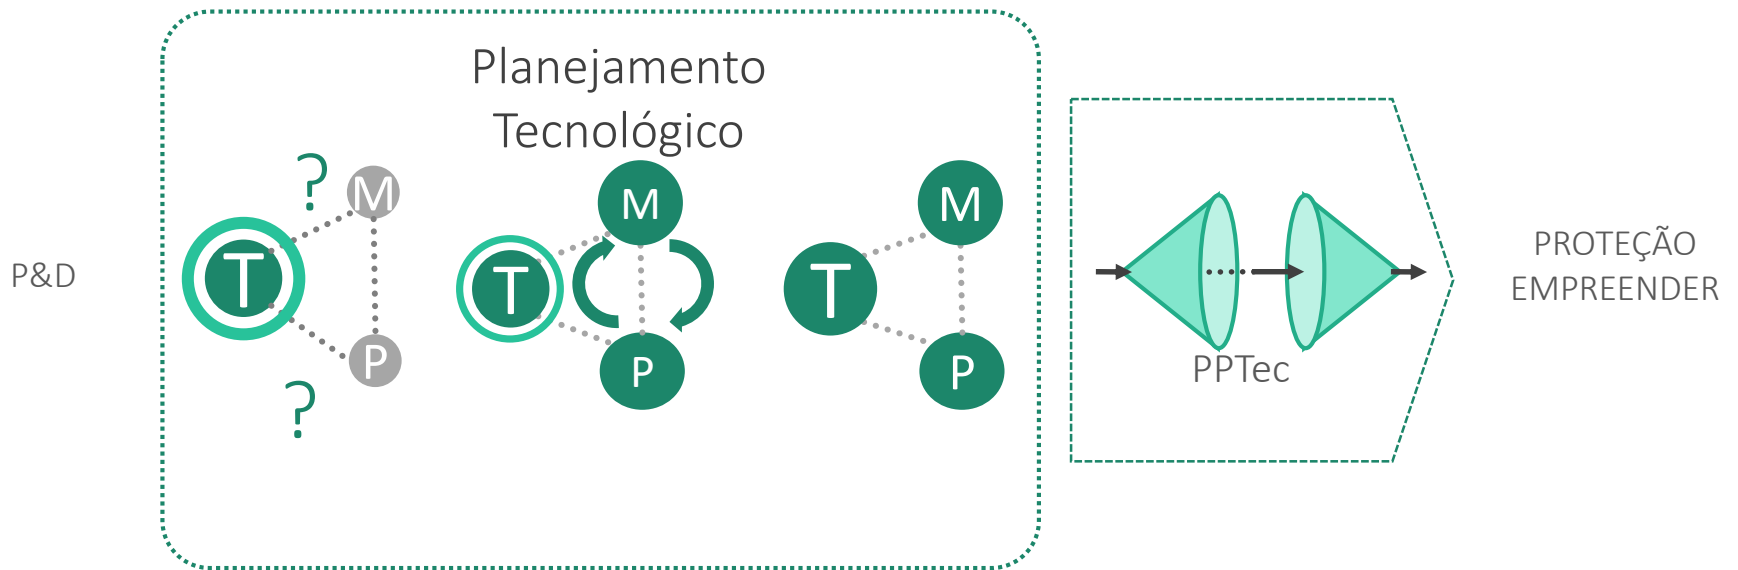 P&D
Planejamento
Tecnológico
?
M
T
P
?
M
T
P
M
T
P
PPTec
PROTEÇÃO
EMPREENDER